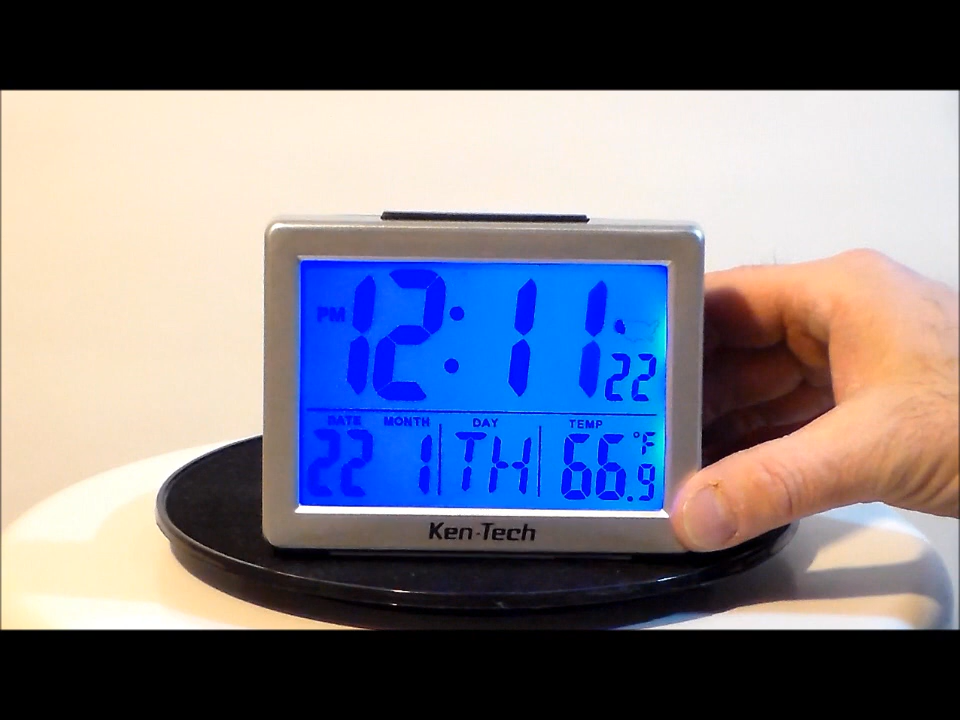 PM 12:11 22
DATE MONTH DAY TEMP
22 1 TH 66.9 °F
Ken-Tech